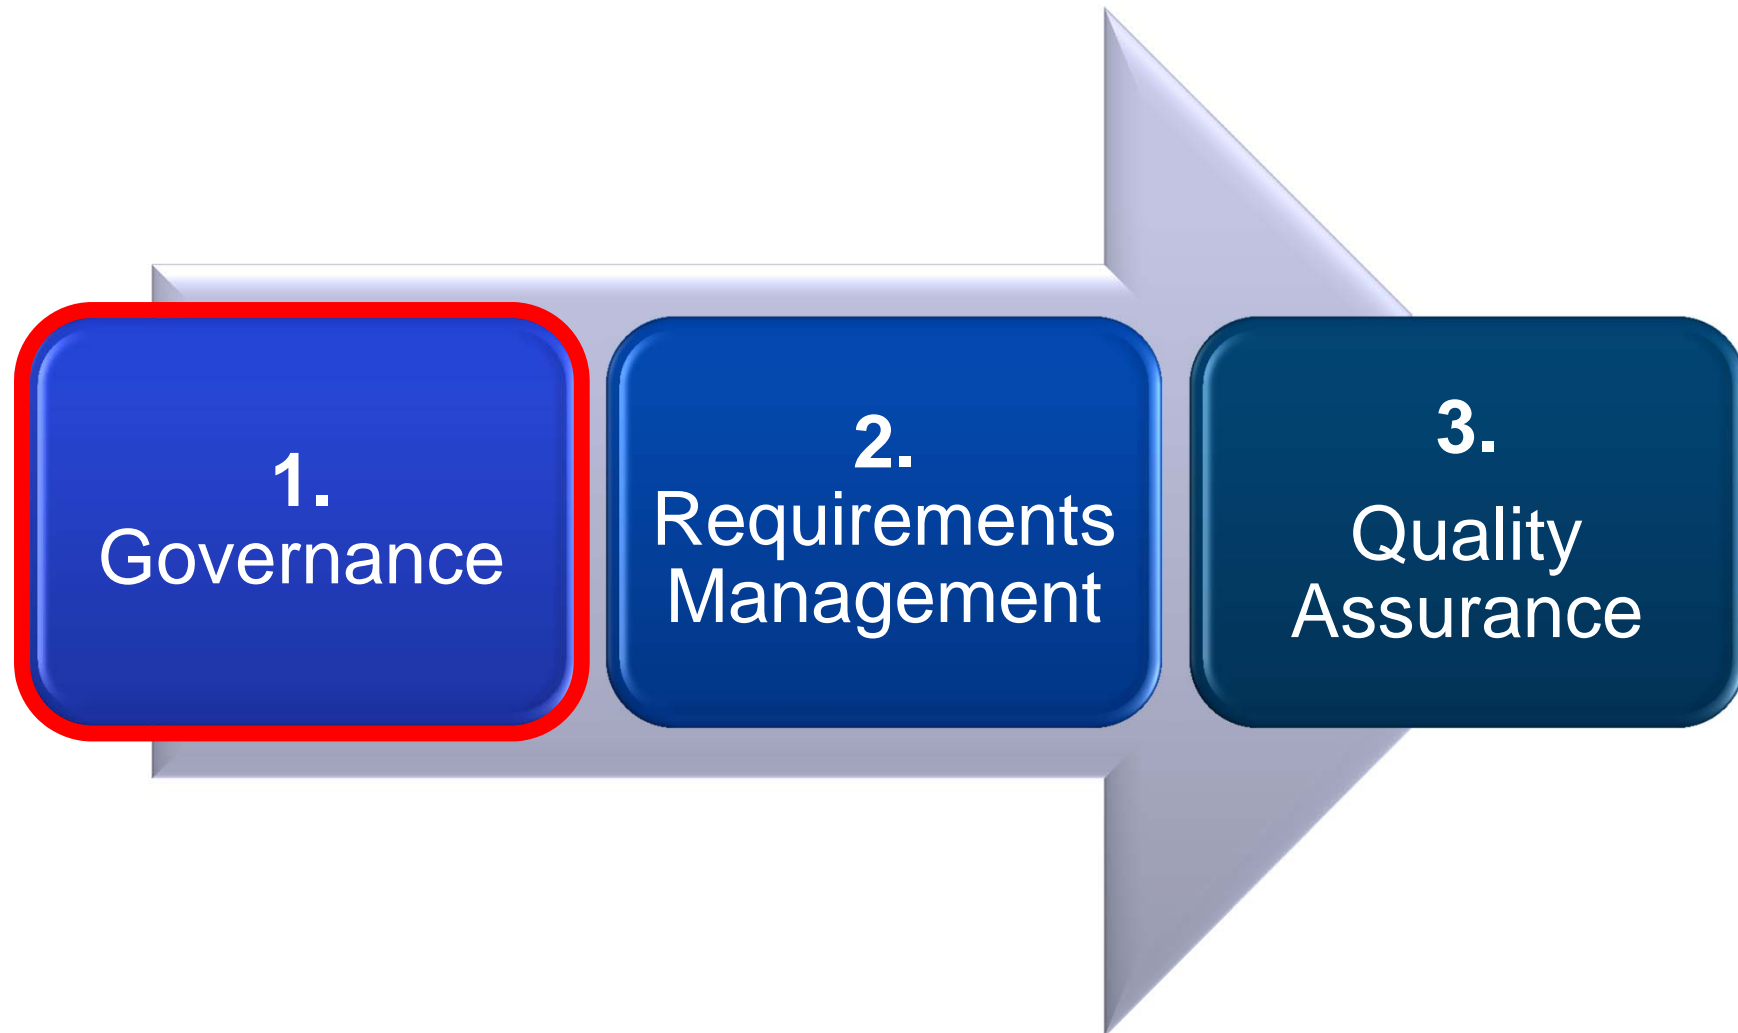 1.
Governance
2.
Requirements
Management
3.
Quality
Assurance